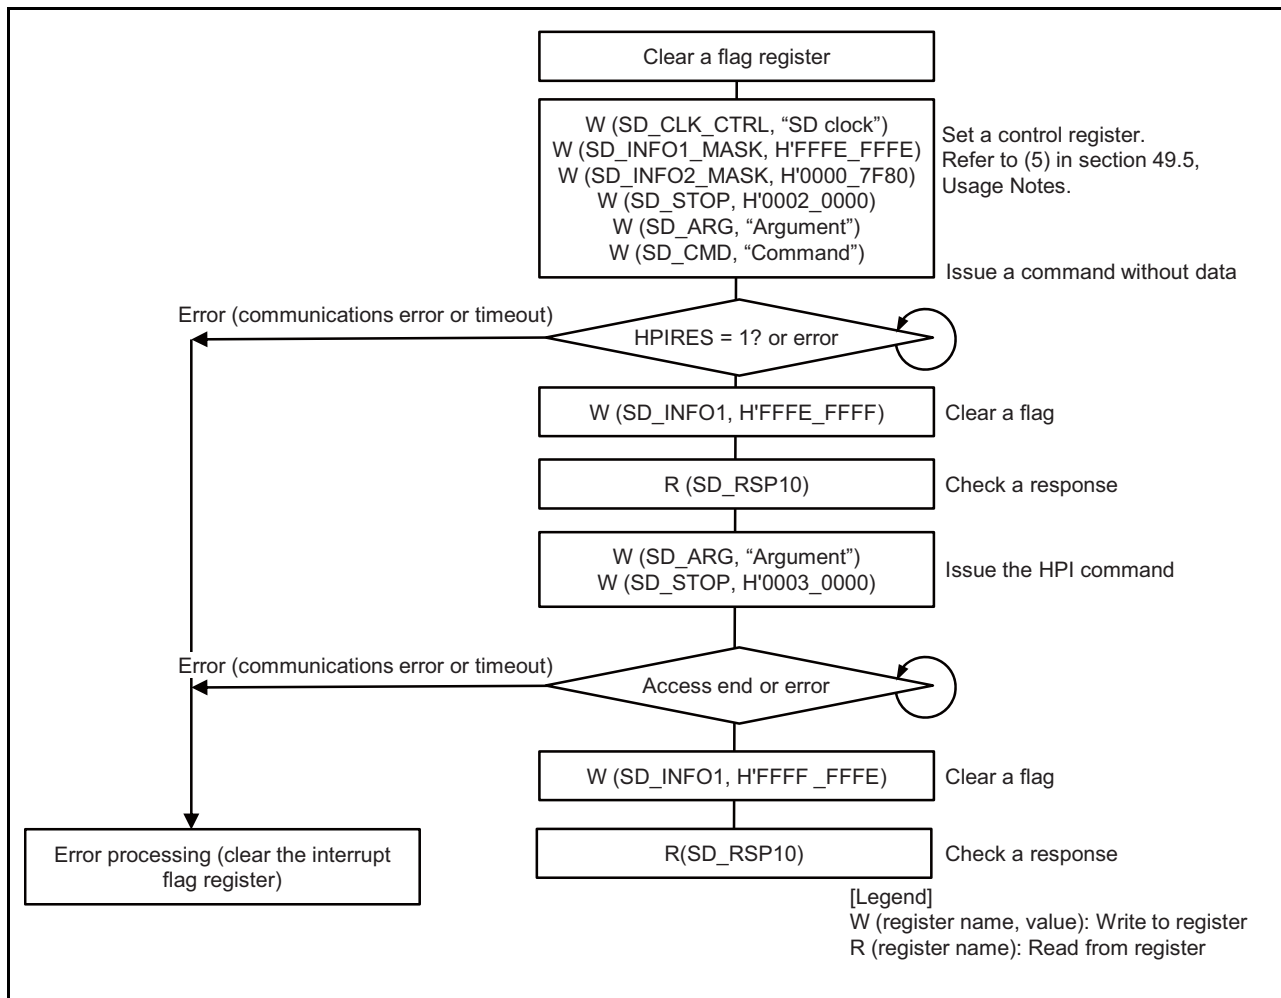 Clear a flag register
W (SD_CLK_CTRL, “SD clock”)
W (SD_INFO1_MASK, H'FFFE_FFFE)
W (SD_INFO2_MASK, H'0000_7F80)
W (SD_STOP, H'0002_0000)
W (SD_ARG, “Argument”)
W (SD_CMD, “Command”)
Set a control register.
Refer to (5) in section 49.5,
Usage Notes.
Issue a command without data
Error (communications error or timeout)
HPIRES = 1? or error
W (SD_INFO1, H'FFFE_FFFF)
Clear a flag
R (SD_RSP10)
Check a response
W (SD_ARG, “Argument”)
W (SD_STOP, H'0003_0000)
Issue the HPI command
Error (communications error or timeout)
Access end or error
W (SD_INFO1, H'FFFF _FFFE)
Clear a flag
Error processing (clear the interrupt
flag register)
R(SD_RSP10)
Check a response
[Legend]
W (register name, value): Write to register
R (register name): Read from register